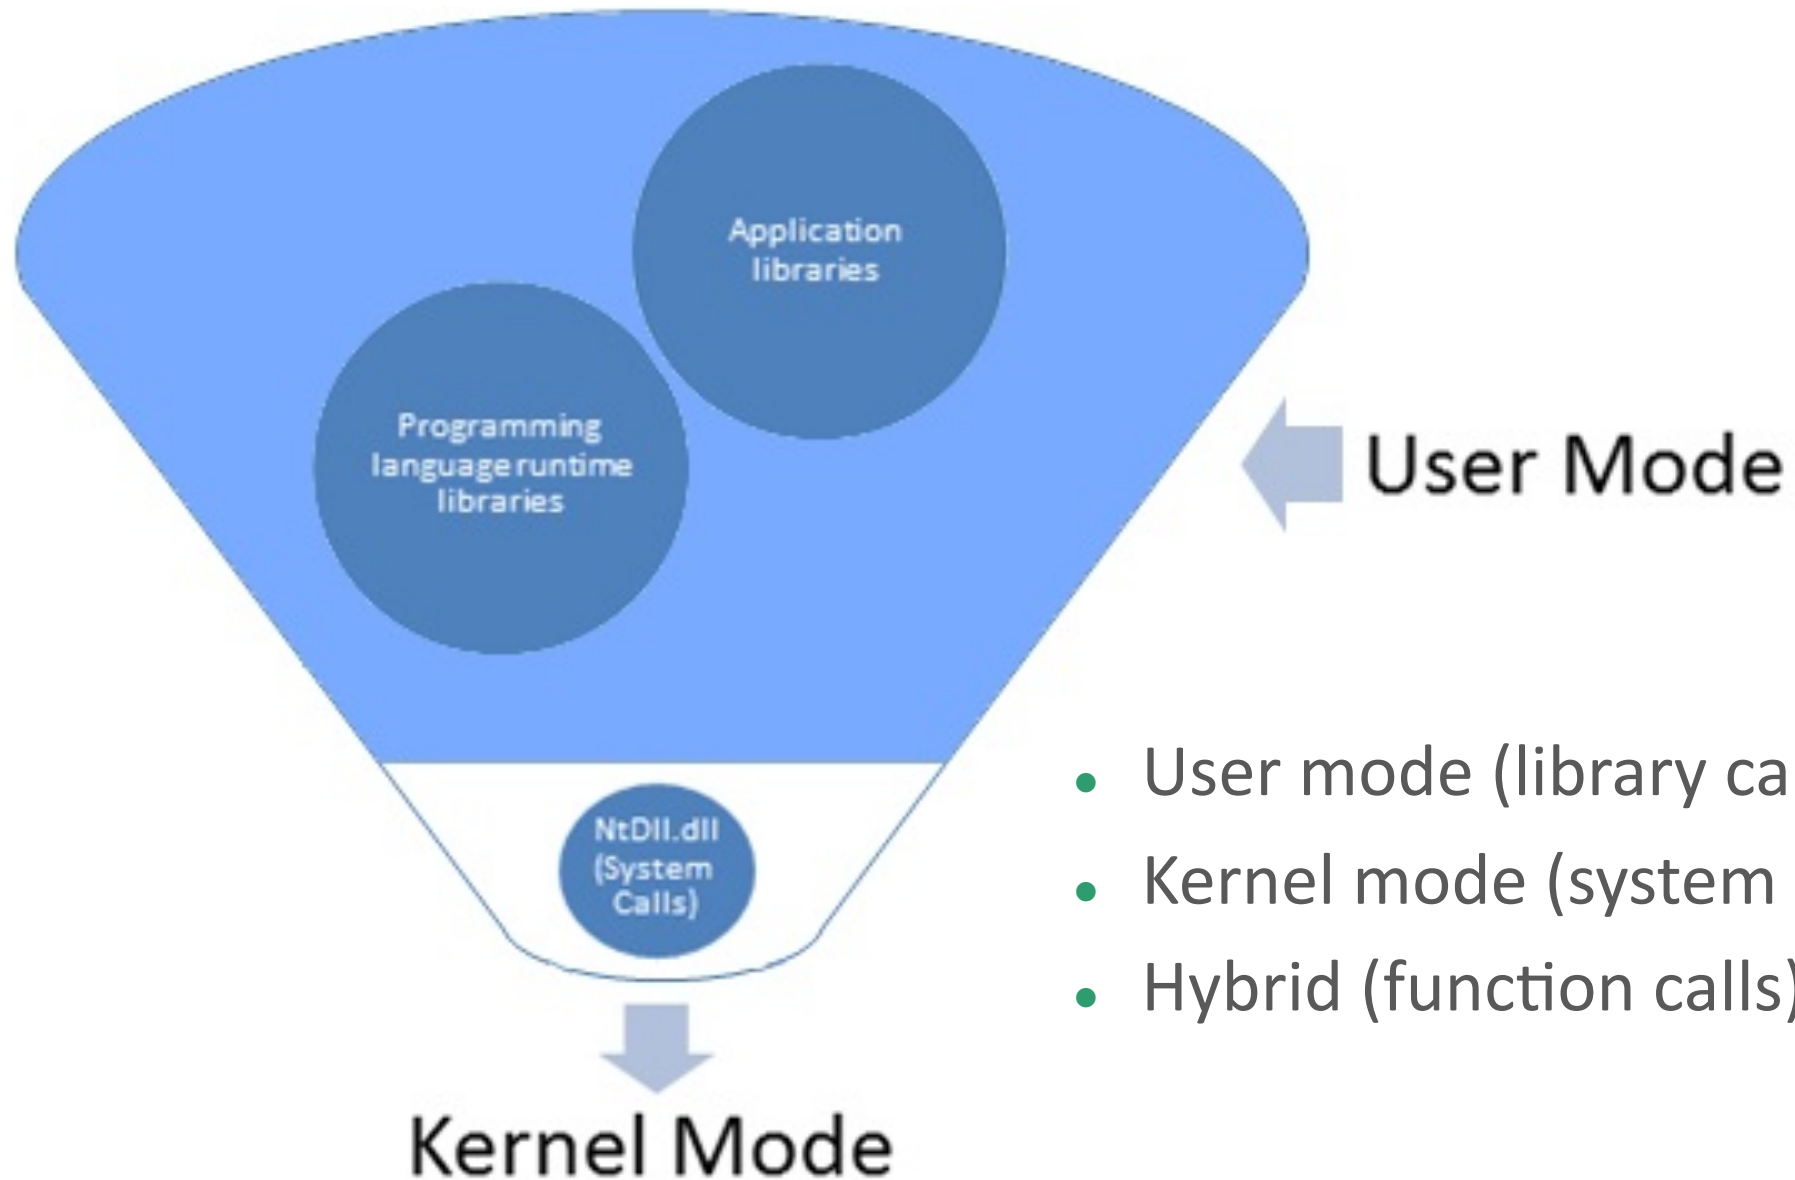 Application
libraries
Programming
language runtime
libraries
User Mode
NtDll.dll
(System
Calls)
Kernel Mode
• User mode (library ca
• Kernel mode (system
• Hybrid (function calls)